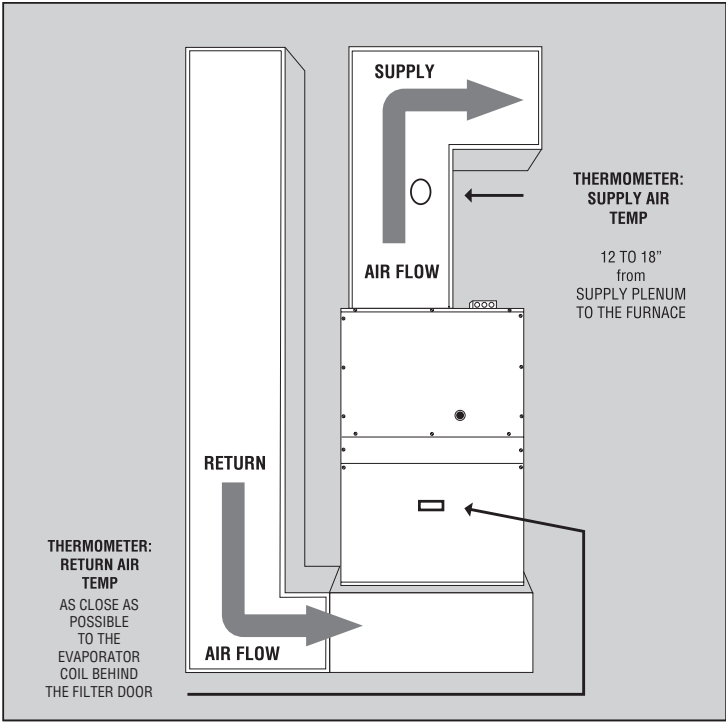 SUPPLY
AIR FLOW
THERMOMETER:
SUPPLY AIR
TEMP
12 TO 18”
from
SUPPLY PLENUM
TO THE FURNACE
RETURN
AIR FLOW
THERMOMETER:
RETURN AIR
TEMP
AS CLOSE AS
POSSIBLE
TO THE
EVAPORATOR
COIL BEHIND
THE FILTER DOOR